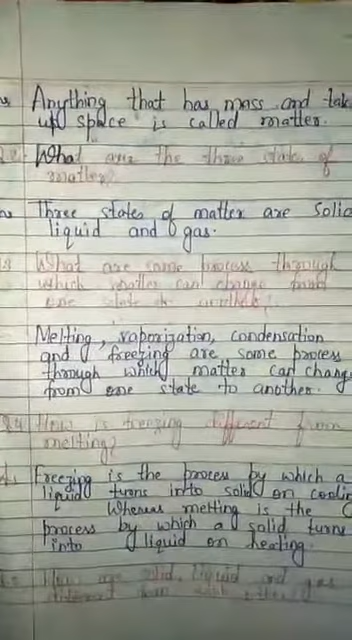 Anything that has mass and tak
up space is called matter.
What are the three states of
matter?
Three states of matter are Solid
liquid and gas.
What are some process through
which matter can change from
one state to another?
Melting, vaporization, condensation
and freezing are some process
through which matter can chang
from one state to another.
How is freezing different from
melting?
Freezing is the process by which a
liquid turns into solid on coolin
Whereas melting is the
process by which a solid turns
into liquid on heating.
How are solid, liquid and gas
different from each other?